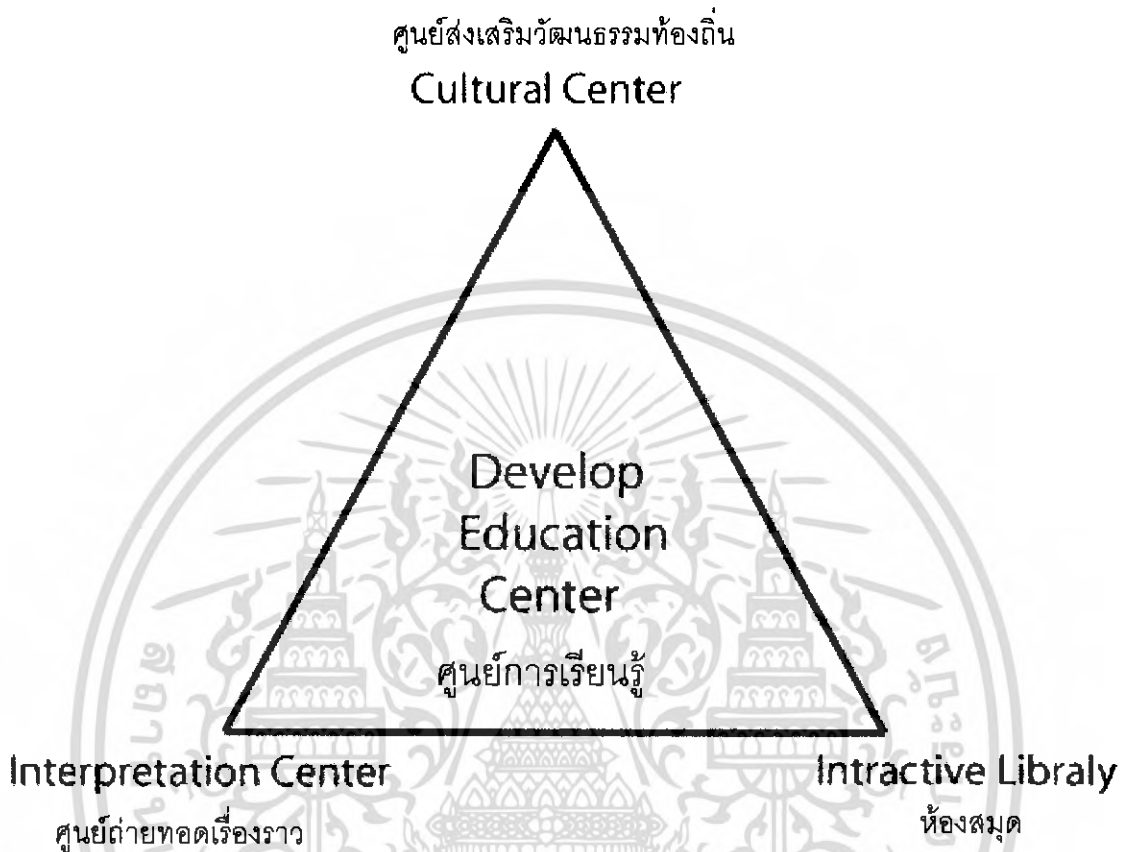 ศูนย์ส่งเสริมวัฒนธรรมท้องถิ่น
Cultural Center
Develop
Education
Center
ศูนย์การเรียนรู้
Interpretation Center
Intractive Libraly
ศูนย์ถ่ายทอดเรื่องราว
ห้องสมุด